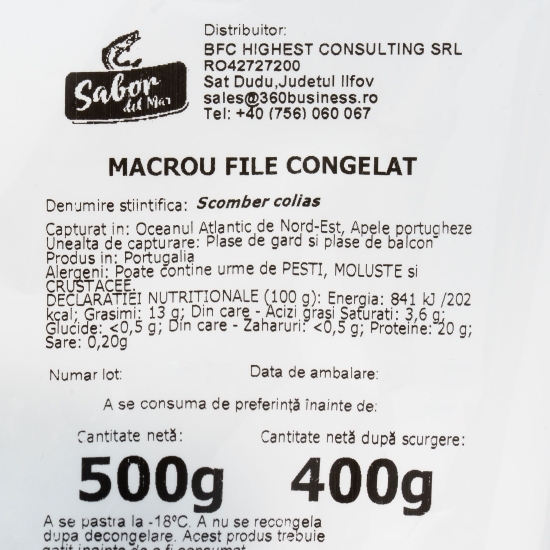 Sabor
del Mar
Distribuitor:
BFC HIGHEST CONSULTING SRL
RO42727200
Sat Dudu,Judetul Ilfov
sales@360business.ro
Tel: +40 (756) 060 067
MACROU FILE CONGELAT
Denumire stiintifica: Scomber colias
Capturat in: Oceanul Atlantic de Nord-Est, Apele portugheze
Unealta de capturare: Plase de gard si plase de balcon
Produs in: Portugalia
Alergeni: Poate contine urme de PESTI, MOLUSTE si
CRUSTACEE.
DECLARATIEI NUTRITIONALE (100 g): Energia: 841 kJ /202
kcal; Grasimi: 13 g; Din care - Acizi grași Saturati: 3,6 g;
Glucide: <0,5 g; Din care - Zaharuri: <0,5 g; Proteine: 20 g;
Sare: 0,20g
Numar lot: Data de ambalare:
A se consuma de preferință înainte de:
Cantitate netă: Cantitate netă după scurgere:
500g 400g
A se pastra la -18°C. A nu se recongela
dupa decongelare. Acest produs trebuie
gatit inainte de a fi consumat